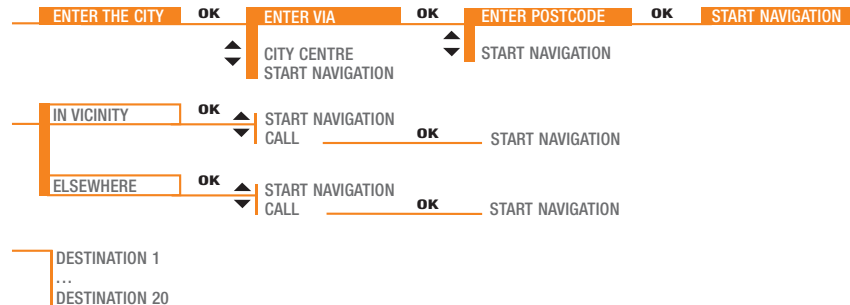 ENTER THE CITY OK ENTER VIA OK ENTER POSTCODE OK START NAVIGATION
CITY CENTRE START NAVIGATION
START NAVIGATION
IN VICINITY OK START NAVIGATION
CALL OK START NAVIGATION
ELSEWHERE OK START NAVIGATION
CALL OK START NAVIGATION
DESTINATION 1
...
DESTINATION 20